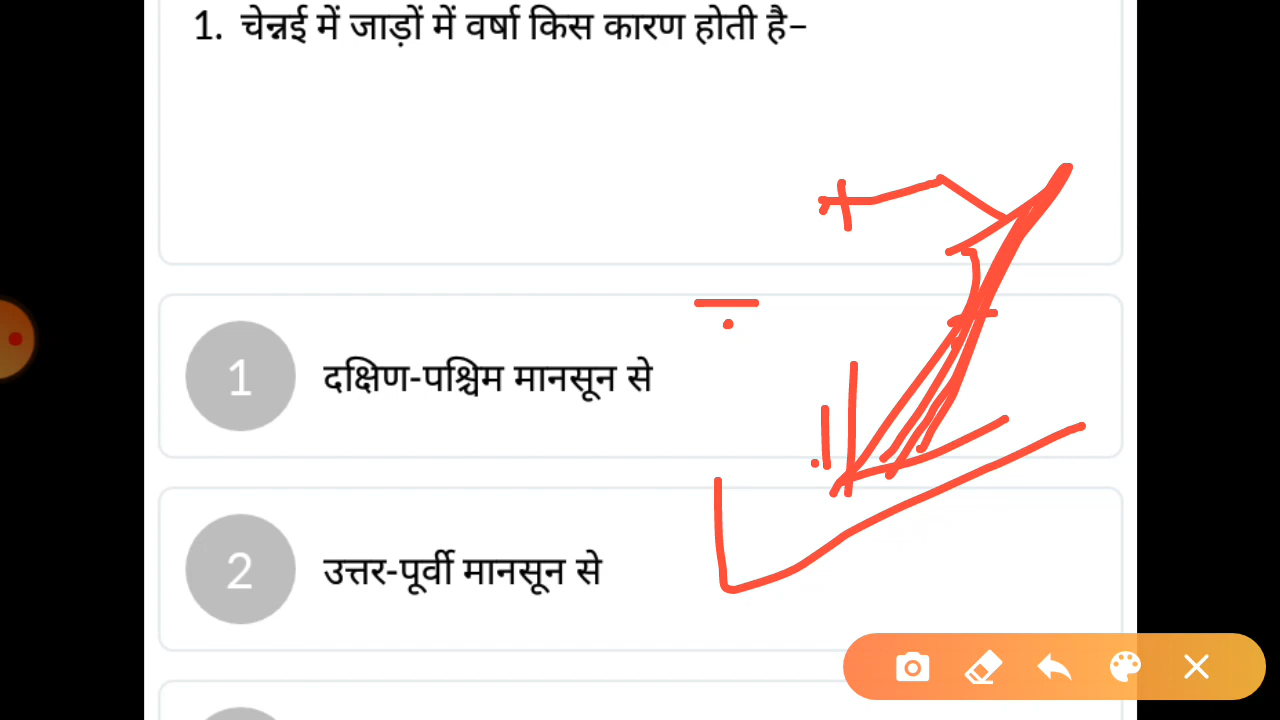 1. चेन्नई में जाड़ों में वर्षा किस कारण होती है–
1 दक्षिण-पश्चिम मानसून से
2 उत्तर-पूर्वी मानसून से